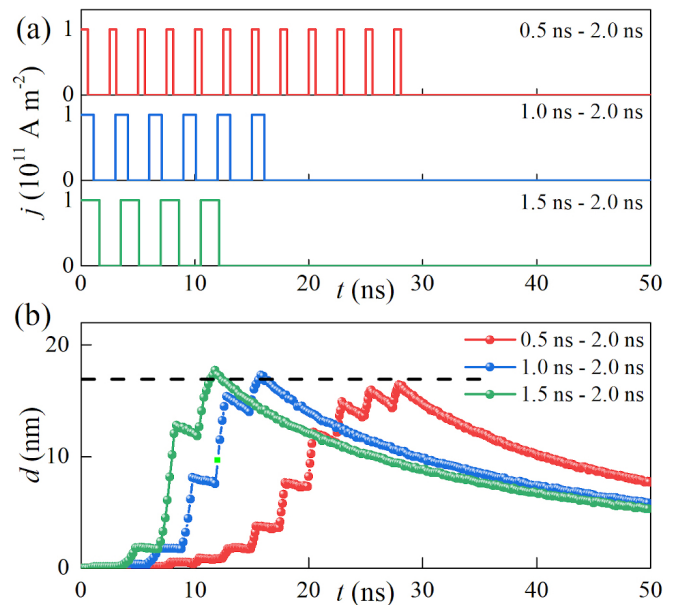 (a)
1
0.5 ns - 2.0 ns
0
1
1.0 ns - 2.0 ns
0
1
1.5 ns - 2.0 ns
0
j (10¹¹ A m⁻²)
0 10 20 30 40 50
t (ns)
(b)
20
10
0
d (nm)
0.5 ns - 2.0 ns
1.0 ns - 2.0 ns
1.5 ns - 2.0 ns
0 10 20 30 40 50
t (ns)